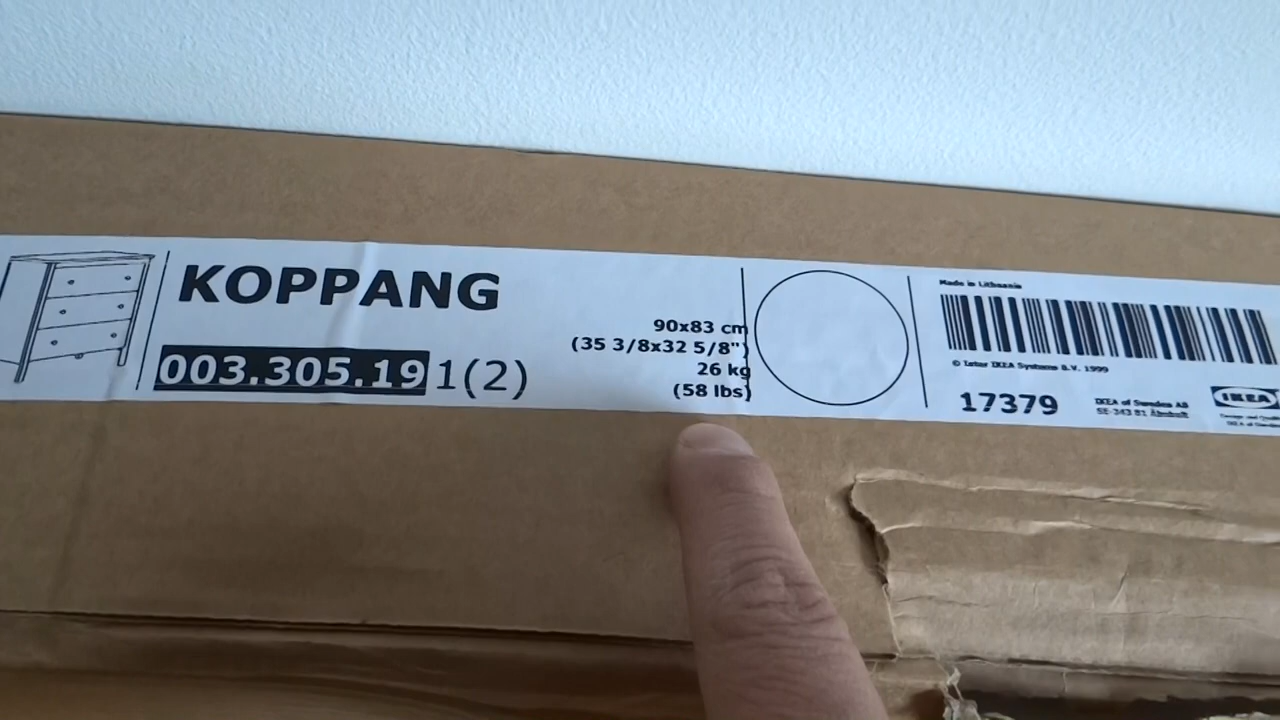 KOPPANG
003.305.19 1(2)
90x83 cm
(35 3/8x32 5/8")
26 kg
(58 lbs)
Made in Lithuania
© Inter IKEA Systems B.V. 1999
17379
IKEA of Sweden AB
SE-343 81 Älmhult
IKEA